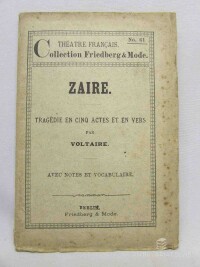 THÉATRE FRANÇAIS.
No. 41
Collection Friedberg & Mode.
ZAIRE.
TRAGÉDIE EN CINQ ACTES ET EN VERS
PAR
VOLTAIRE.
AVEC NOTES ET VOCABULAIRE.
BERLIN,
Friedberg & Mode.